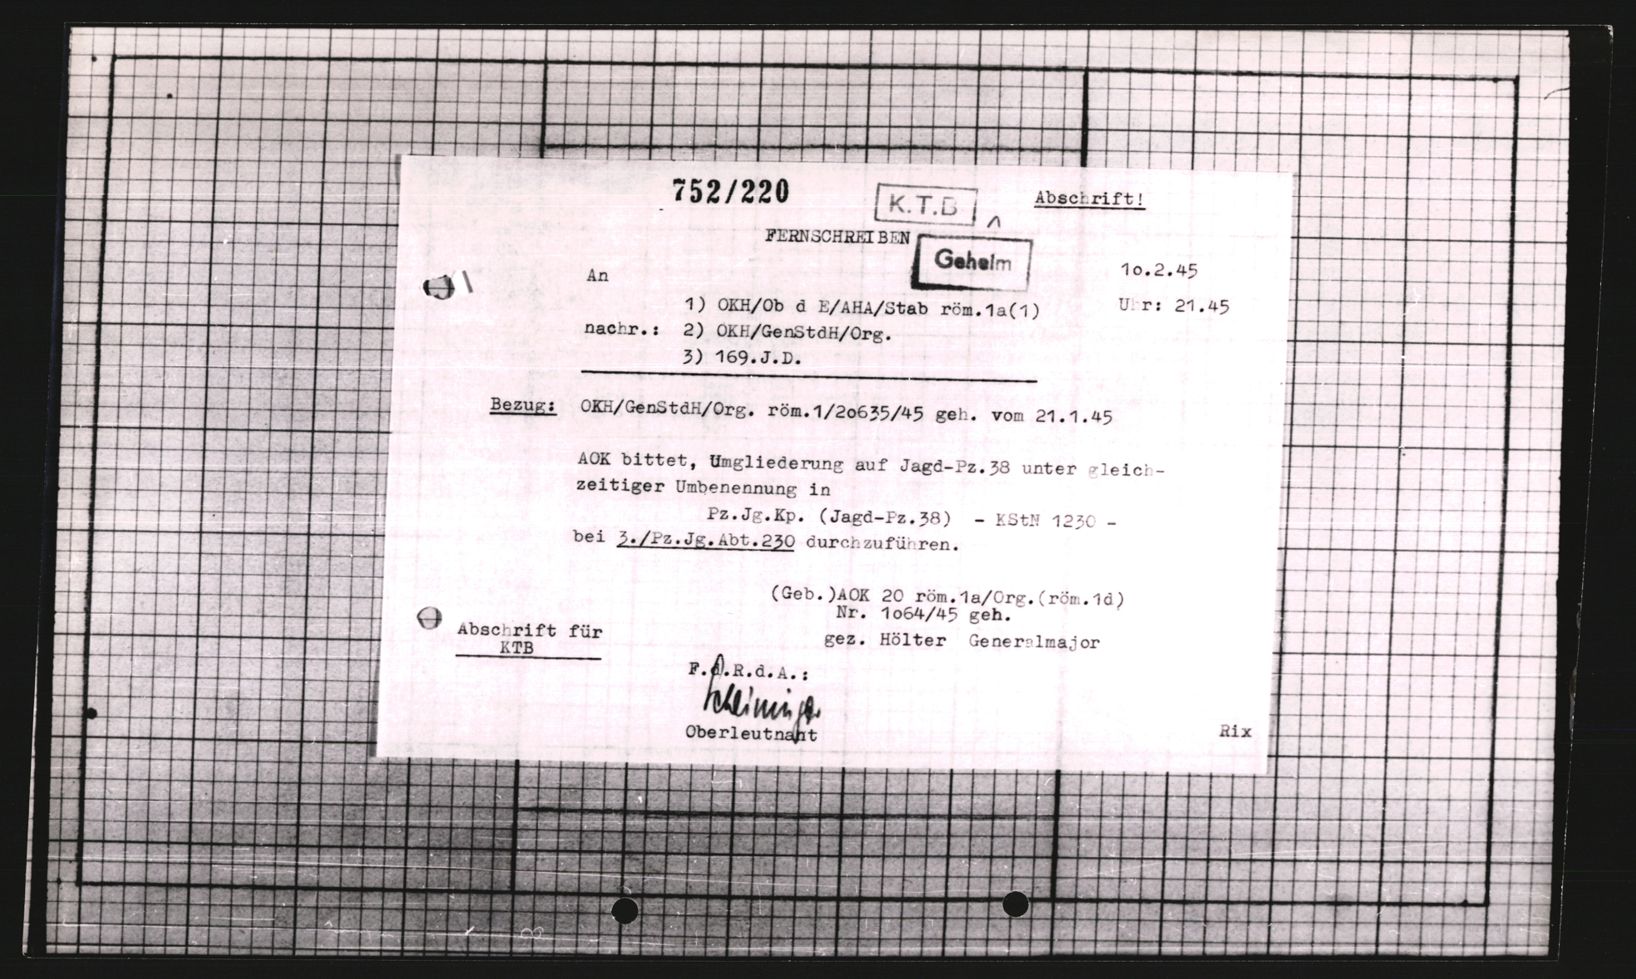 752/220
K.T.B
Abschrift!
FERNSCHREIBEN
Geheim
An
1o.2.45
1) OKH/Ob d E/AHA/Stab röm.1a(1)
Uhr: 21.45
nachr.: 2) OKH/GenStdH/Org.
3) 169.J.D.
Bezug: OKH/GenStdH/Org. röm.1/2o635/45 geh. vom 21.1.45
AOK bittet, Umgliederung auf Jagd-Pz.38 unter gleich-
zeitiger Umbenennung in
Pz.Jg.Kp. (Jagd-Pz.38) - KStN 1230 -
bei 3./Pz.Jg.Abt.230 durchzuführen.
(Geb.)AOK 20 röm.1a/Org.(röm.1d)
Nr. 1o64/45 geh.
gez. Hölter Generalmajor
Abschrift für
KTB
F.d.R.d.A.:
Oberleutnant
Rix